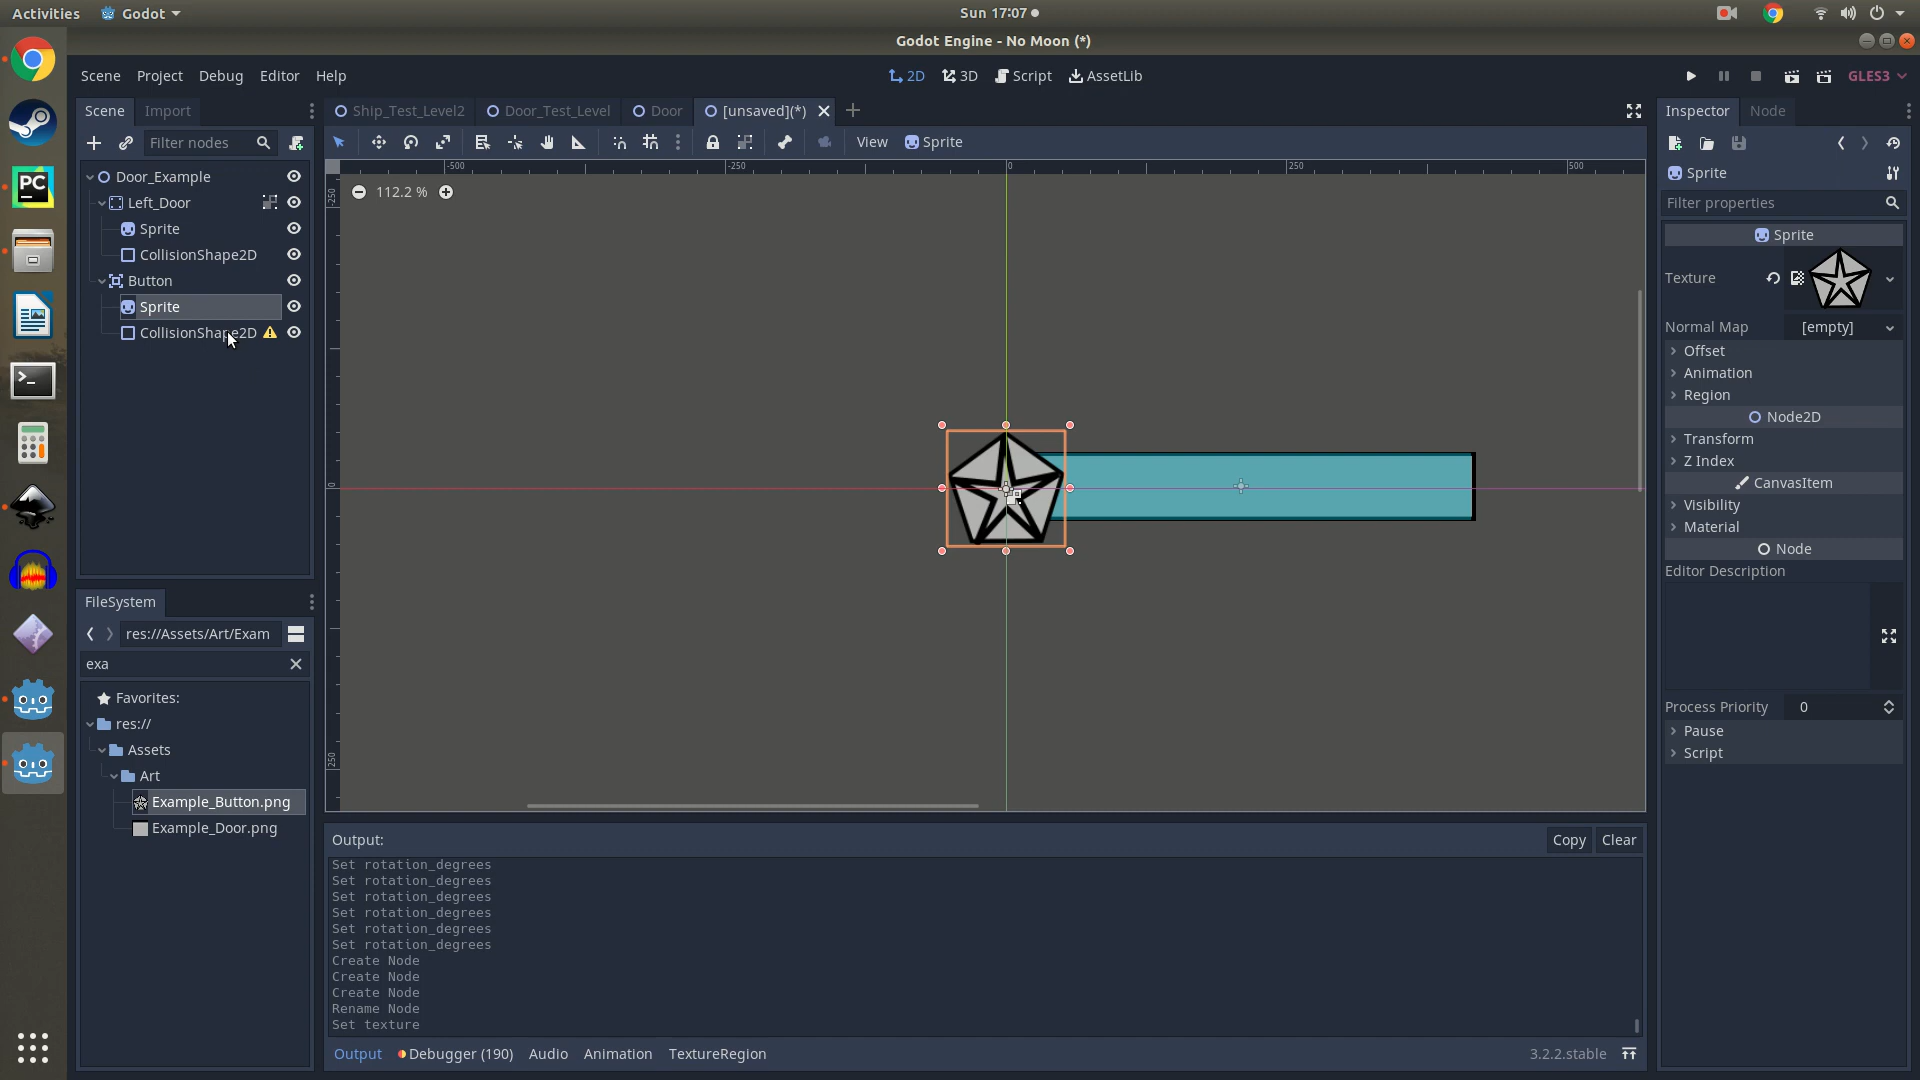 Activities
Godot
Sun 17:07
Godot Engine - No Moon (*)
Scene Project Debug Editor Help
2D 3D Script AssetLib
GLES3
Scene Import
Ship_Test_Level2 Door_Test_Level Door [unsaved](*)
Inspector Node
Filter nodes
View Sprite
Door_Example
Left_Door
Sprite
CollisionShape2D
Button
Sprite
CollisionShape2D
-500 -250 0 250 500
-250
0
250
112.2 %
Sprite
Filter properties
Sprite
Texture
Normal Map [empty]
Offset
Animation
Region
Node2D
Transform
Z Index
CanvasItem
Visibility
Material
Node
Editor Description
Process Priority 0
Pause
Script
FileSystem
res://Assets/Art/Exam
exa
Favorites:
res://
Assets
Art
Example_Button.png
Example_Door.png
Output:
Copy Clear
Set rotation_degrees
Set rotation_degrees
Set rotation_degrees
Set rotation_degrees
Set rotation_degrees
Set rotation_degrees
Create Node
Create Node
Create Node
Rename Node
Set texture
Output Debugger (190) Audio Animation TextureRegion
3.2.2.stable
PC